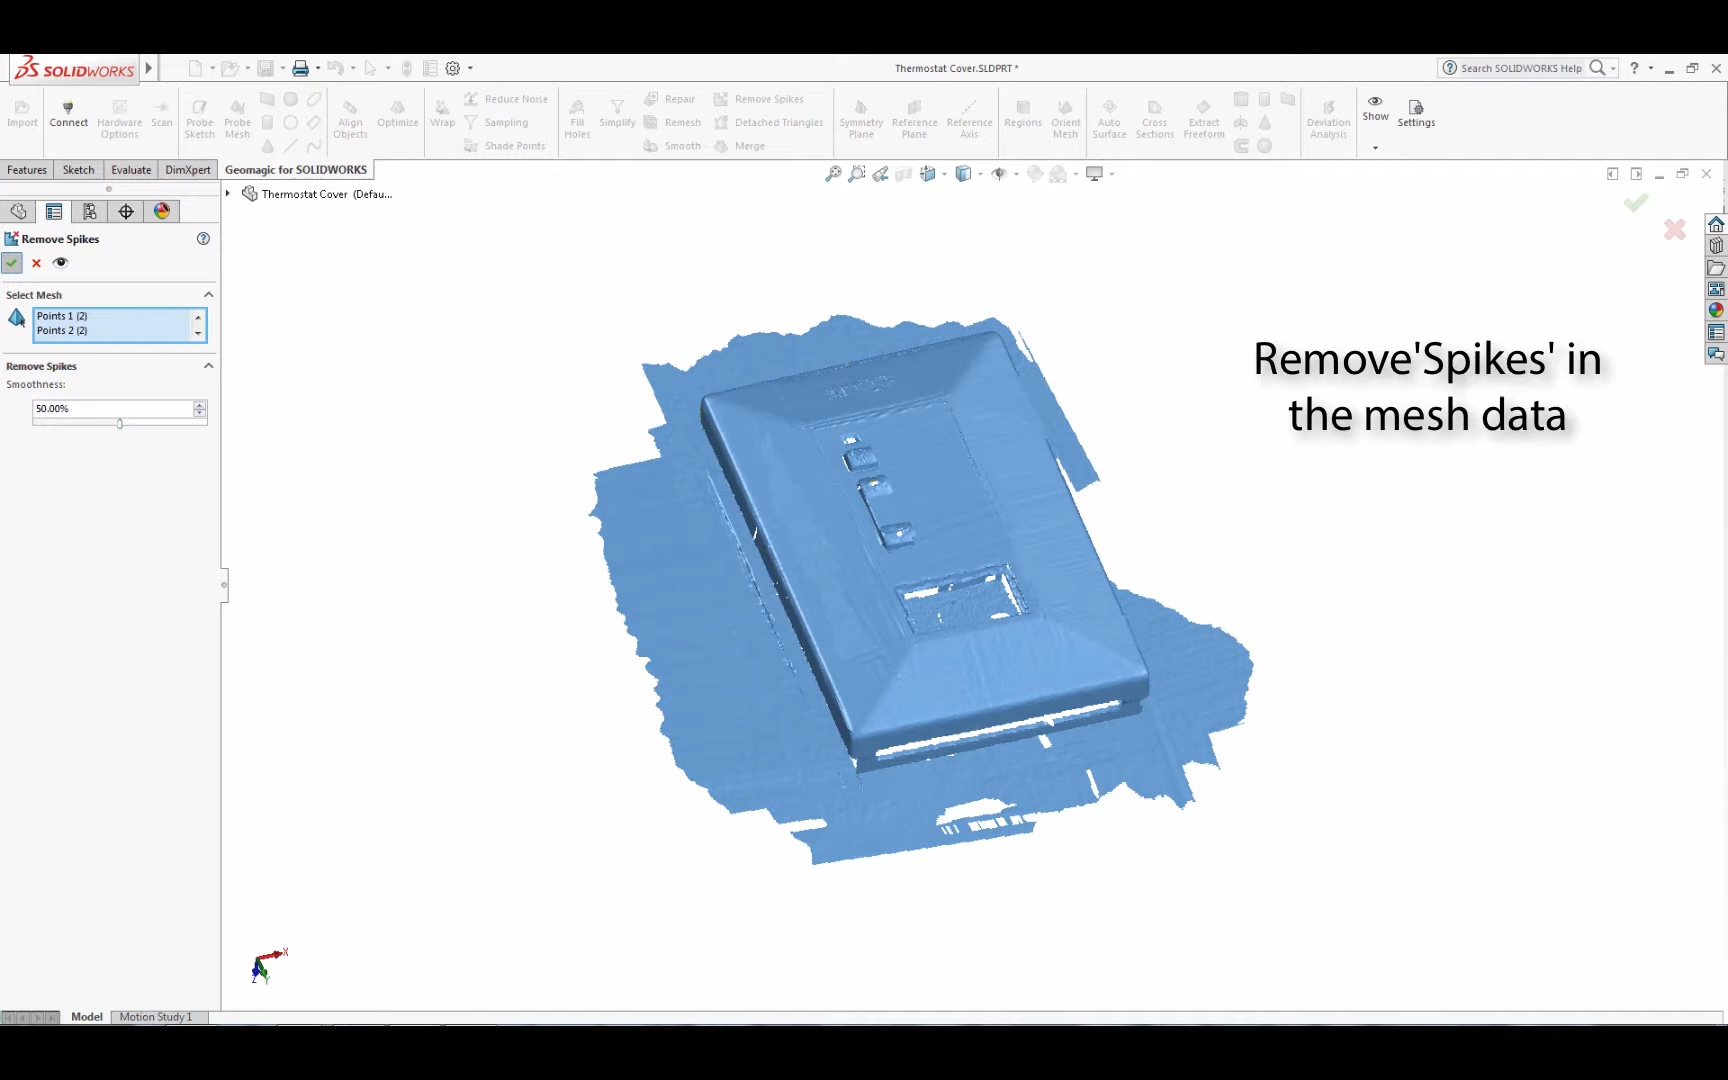 SOLIDWORKS
Thermostat Cover.SLDPRT *
Search SOLIDWORKS Help
Import
Connect
Hardware
Options
Scan
Probe
Sketch
Probe
Mesh
Align
Objects
Optimize
Wrap
Reduce Noise
Sampling
Shade Points
Fill
Holes
Simplify
Repair
Remesh
Smooth
Remove Spikes
Detached Triangles
Merge
Symmetry
Plane
Reference
Plane
Reference
Axis
Regions
Orient
Mesh
Auto
Surface
Cross
Sections
Extract
Freeform
Deviation
Analysis
Show
Settings
Features
Sketch
Evaluate
DimXpert
Geomagic for SOLIDWORKS
Thermostat Cover (Defau...
Remove Spikes
Select Mesh
Points 1 (2)
Points 2 (2)
Remove Spikes
Smoothness:
50.00%
Remove'Spikes' in
the mesh data
X
Y
Z
Model
Motion Study 1